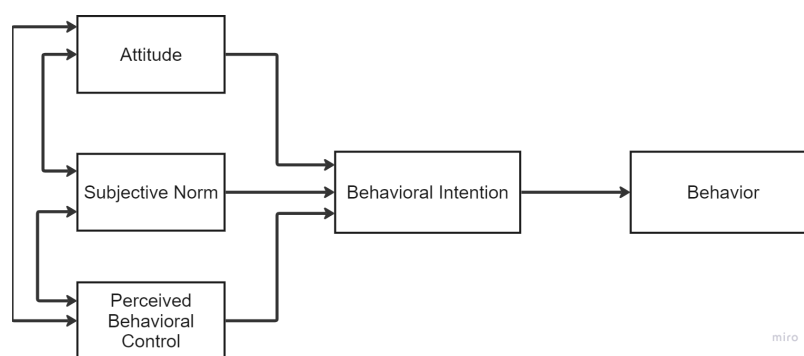 Attitude
Subjective Norm
Behavioral Intention
Behavior
Perceived
Behavioral
Control
miro